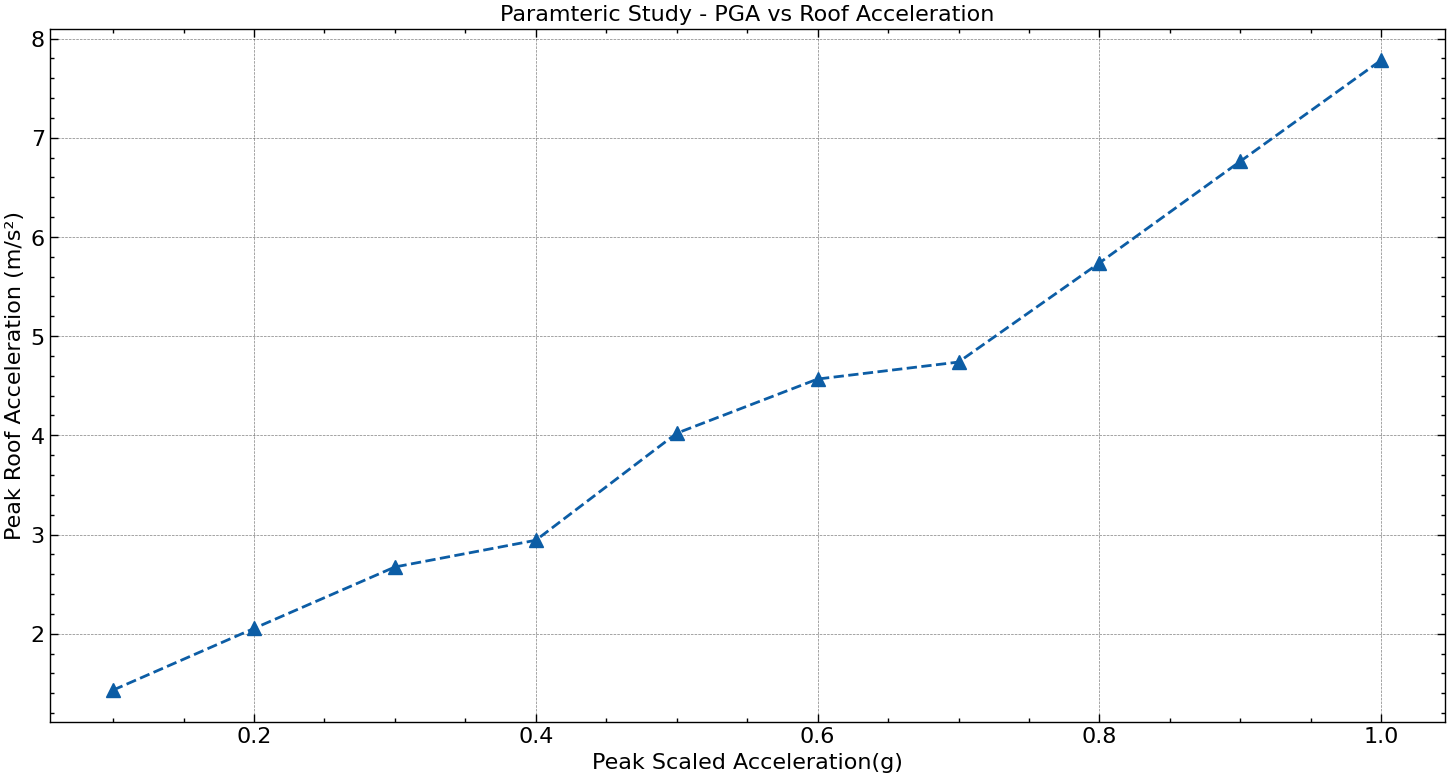 Paramteric Study - PGA vs Roof Acceleration
8
7
6
5
4
3
2
Peak Roof Acceleration (m/s²)
0.2 0.4 0.6 0.8 1.0
Peak Scaled Acceleration(g)